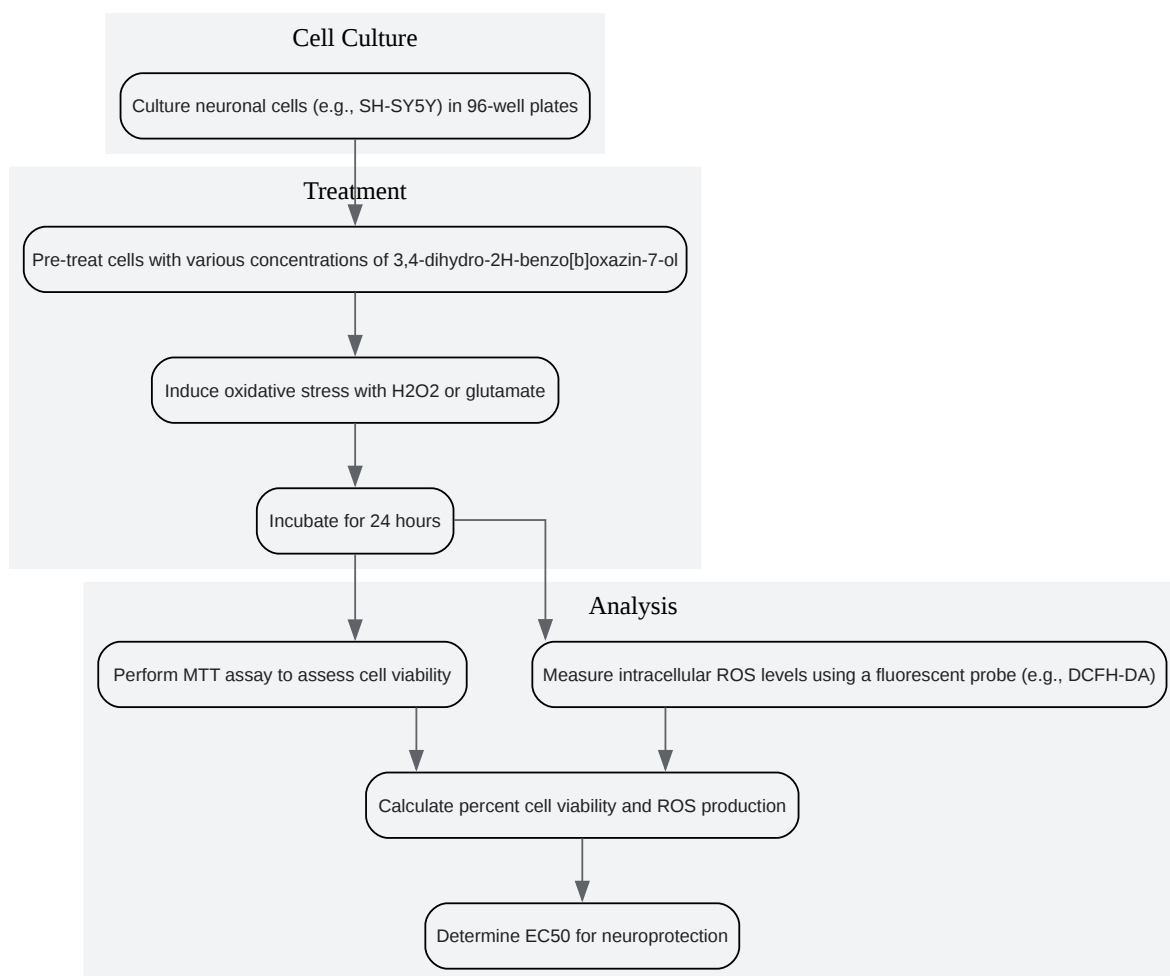 Cell Culture
Culture neuronal cells (e.g., SH-SY5Y) in 96-well plates
Treatment
Pre-treat cells with various concentrations of 3,4-dihydro-2H-benzo[b]oxazin-7-ol
Induce oxidative stress with H2O2 or glutamate
Incubate for 24 hours
Analysis
Perform MTT assay to assess cell viability
Measure intracellular ROS levels using a fluorescent probe (e.g., DCFH-DA)
Calculate percent cell viability and ROS production
Determine EC50 for neuroprotection